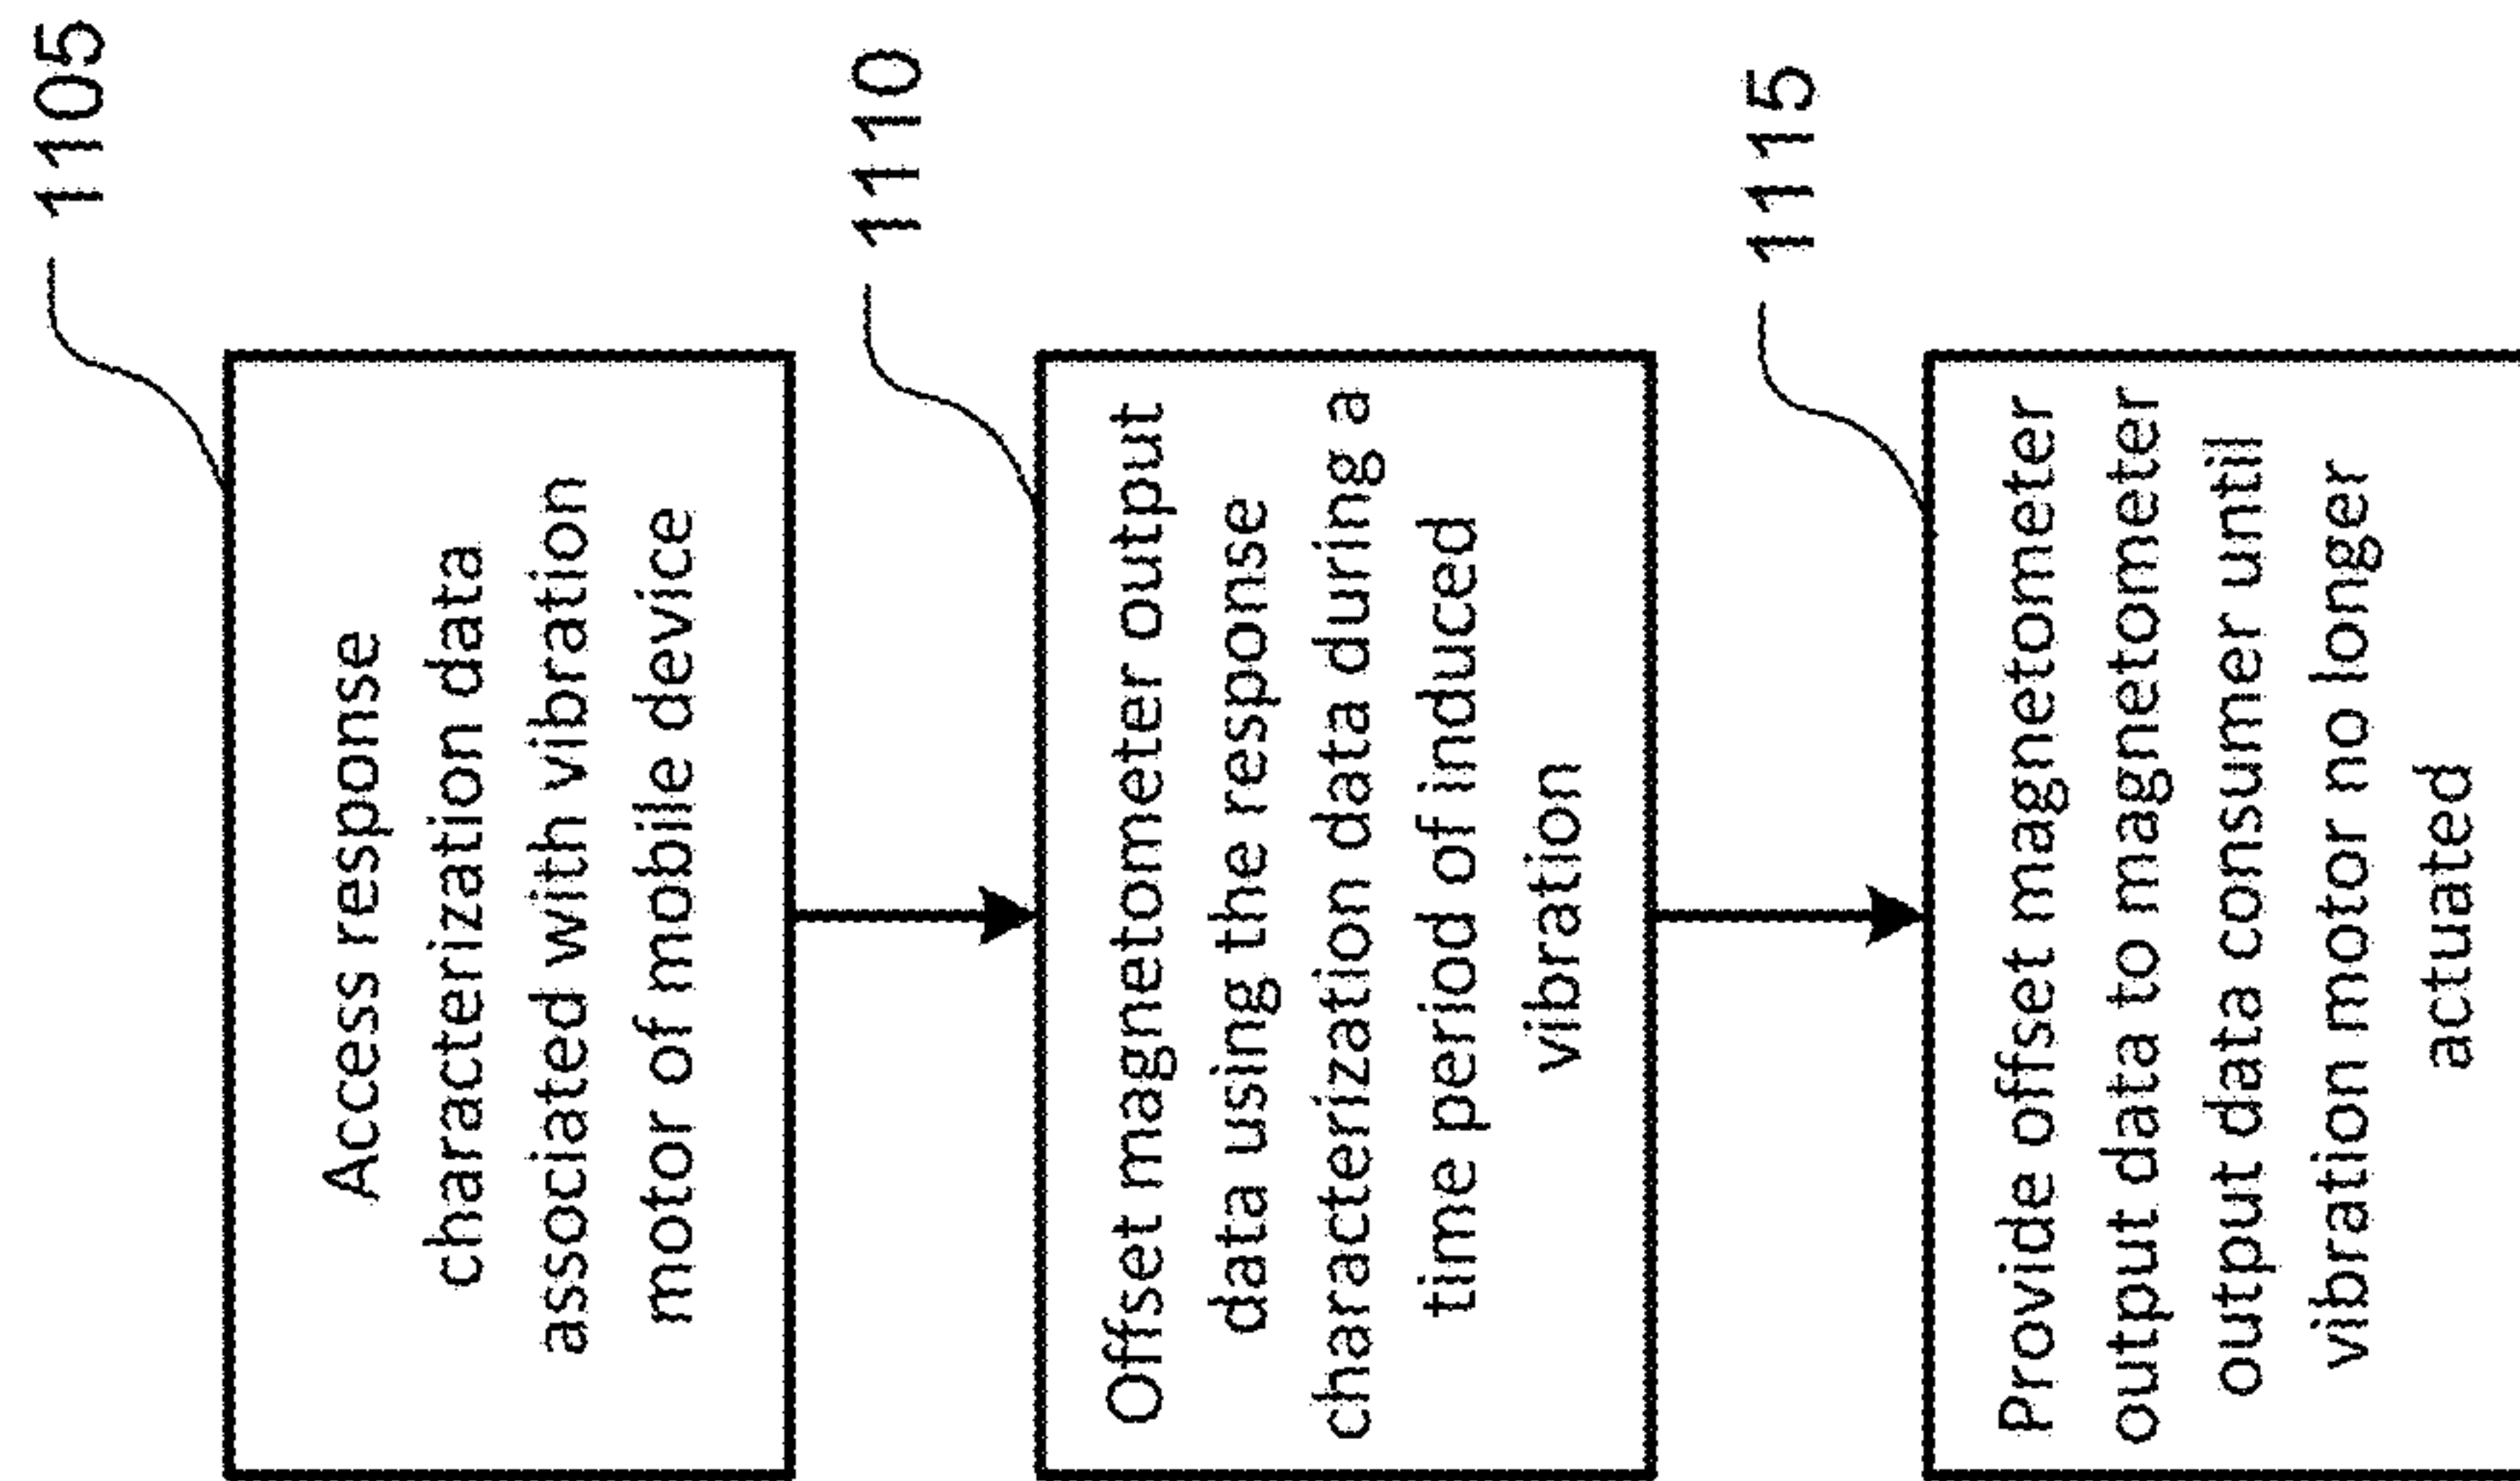 1105
Access response
characterization data
associated with vibration
motor of mobile device
1110
Offset magnetometer output
data using the response
characterization data during a
time period of induced
vibration
1115
Provide offset magnetometer
output data to magnetometer
output data consumer until
vibration motor no longer
actuated